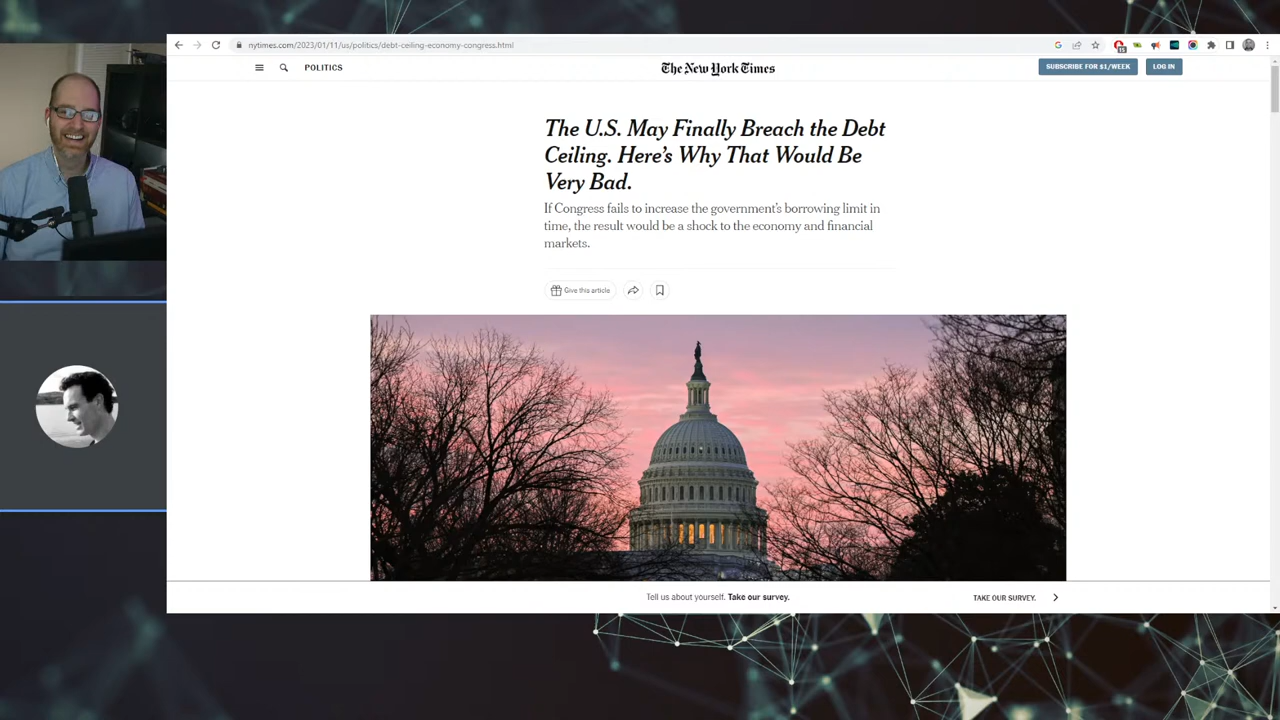 nytimes.com/2023/01/11/us/politics/debt-ceiling-economy-congress.html
POLITICS
The New York Times
SUBSCRIBE FOR $1/WEEK
LOG IN
The U.S. May Finally Breach the Debt
Ceiling. Here's Why That Would Be
Very Bad.
If Congress fails to increase the government's borrowing limit in
time, the result would be a shock to the economy and financial
markets.
Give this article
Tell us about yourself. Take our survey.
TAKE OUR SURVEY.